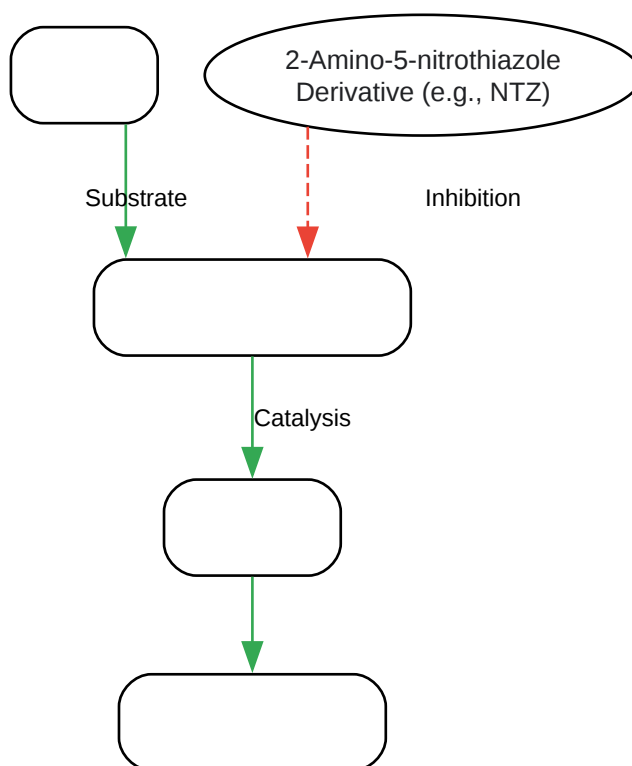 2-Amino-5-nitrothiazole
Derivative (e.g., NTZ)
Substrate
Inhibition
Catalysis